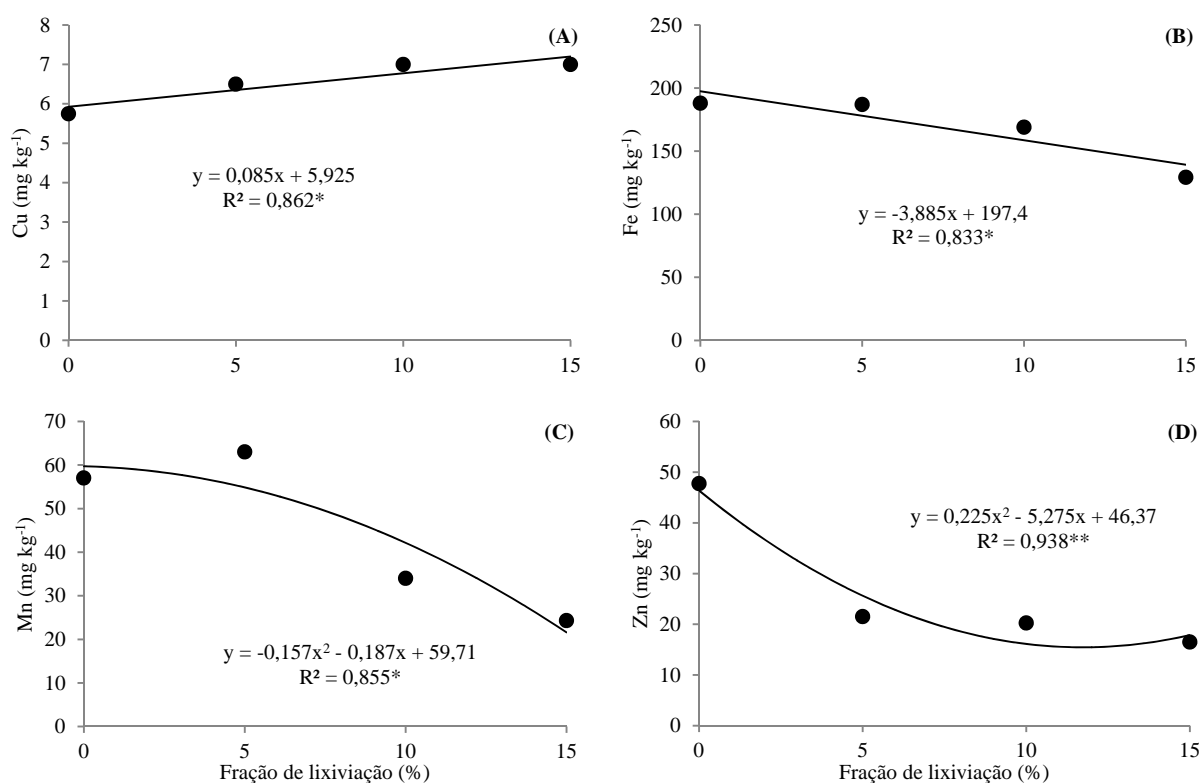 (A)
Cu (mg kg-1)
8
7
6
5
4
3
2
1
0
y = 0,085x + 5,925
R² = 0,862*
0 5 10 15
(B)
Fe (mg kg-1)
250
200
150
100
50
0
y = -3,885x + 197,4
R² = 0,833*
0 5 10 15
(C)
Mn (mg kg-1)
70
60
50
40
30
20
10
0
y = -0,157x² - 0,187x + 59,71
R² = 0,855*
0 5 10 15
Fração de lixiviação (%)
(D)
Zn (mg kg-1)
60
50
40
30
20
10
0
y = 0,225x² - 5,275x + 46,37
R² = 0,938**
0 5 10 15
Fração de lixiviação (%)